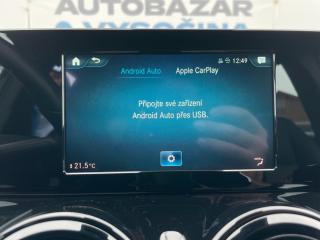 AUTOBAZAR
VYSOČINA
12:49
Android Auto
Apple CarPlay
Připojte své zařízení
Android Auto přes USB.
21.5°C